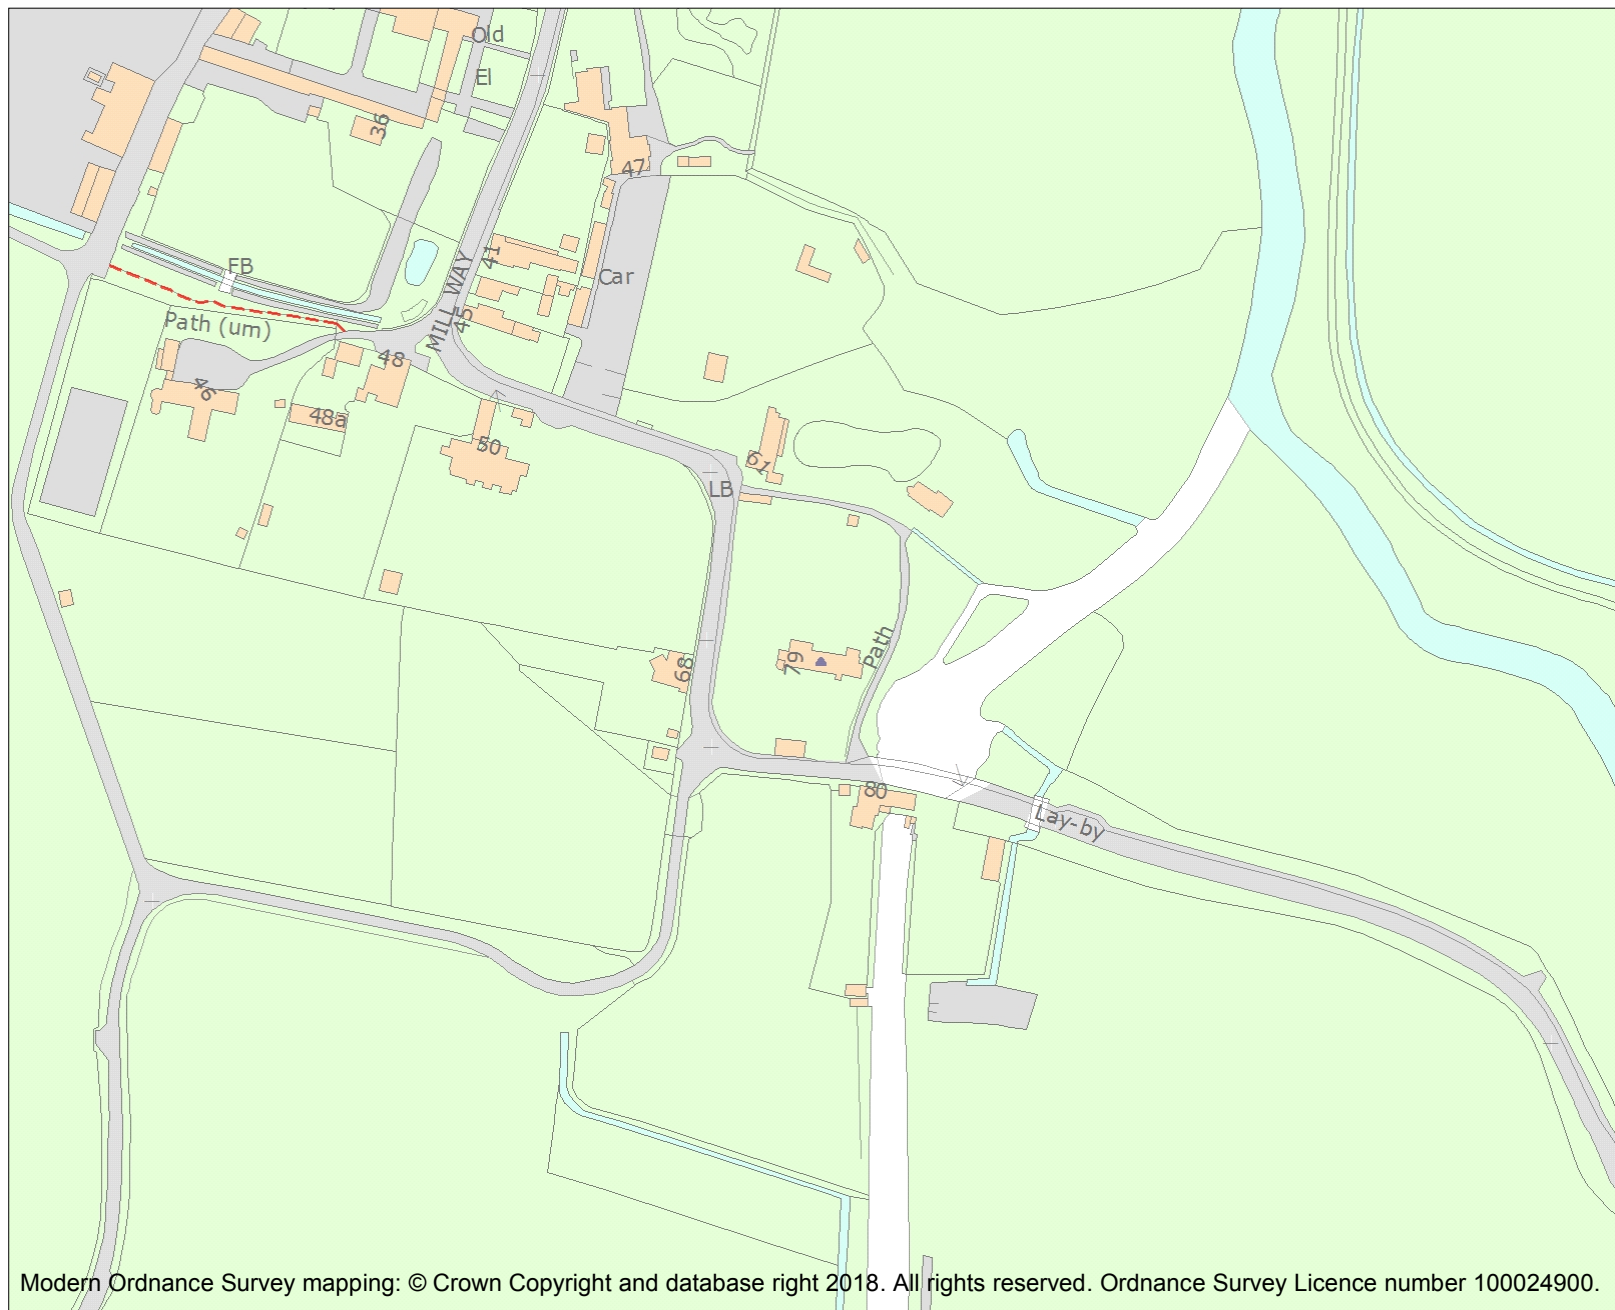 Old
El
36
47
41
FB
Car
MILL WAY
45
Path (um)
48
46
48a
50
61
LB
Path
79
68
80
Lay-by
Modern Ordnance Survey mapping: © Crown Copyright and database right 2018. All rights reserved. Ordnance Survey Licence number 100024900.